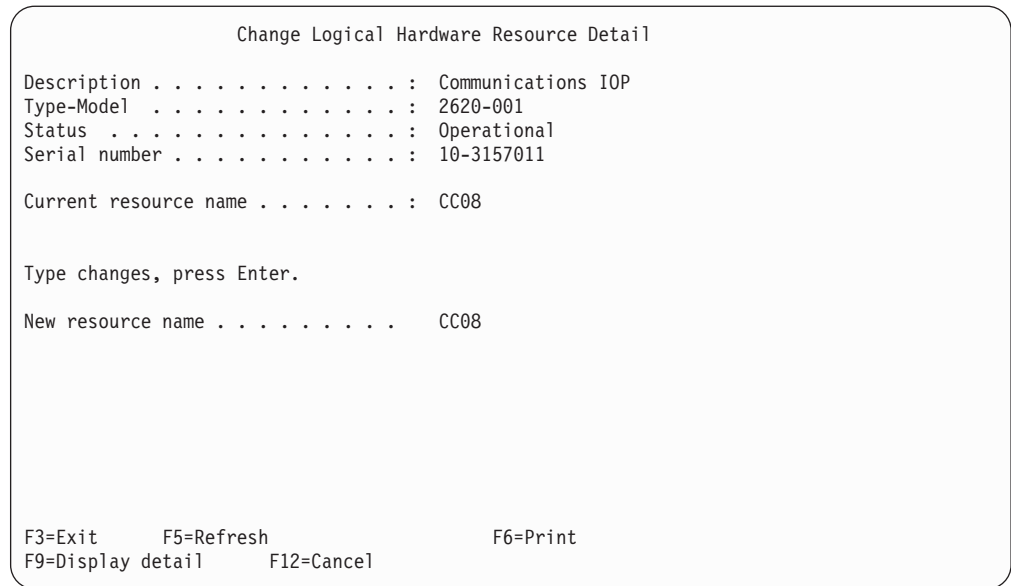 Change Logical Hardware Resource Detail
Description . . . . . . . . . . . . : Communications IOP
Type-Model . . . . . . . . . . . . . : 2620-001
Status . . . . . . . . . . . . . . . : Operational
Serial number . . . . . . . . . . . : 10-3157011
Current resource name . . . . . . . : CC08
Type changes, press Enter.
New resource name . . . . . . . . . CC08
F3=Exit F5=Refresh F6=Print
F9=Display detail F12=Cancel